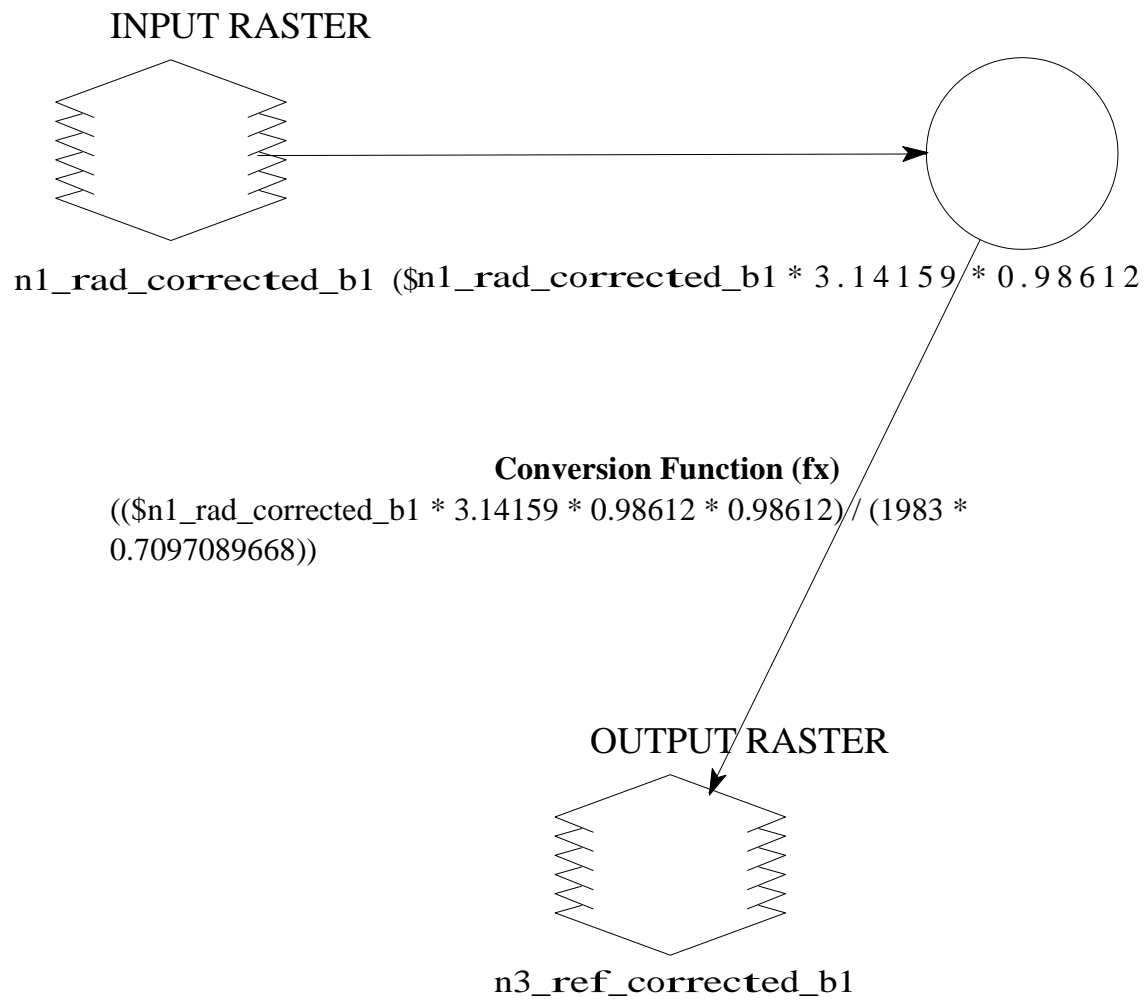 INPUT RASTER
n1_rad_corrected_b1 ($n1_rad_corrected_b1 * 3.14159 * 0.98612
Conversion Function (fx)
(($n1_rad_corrected_b1 * 3.14159 * 0.98612 * 0.98612) / (1983 *
0.7097089668))
OUTPUT RASTER
n3_ref_corrected_b1